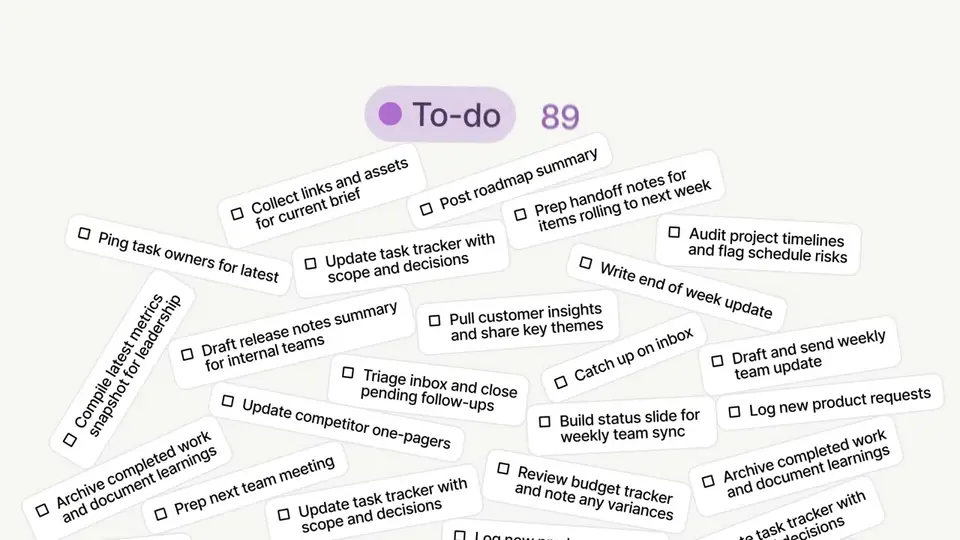 To-do 89
Collect links and assets
for current brief
Post roadmap summary
Prep handoff notes for
items rolling to next week
Ping task owners for latest
Update task tracker with
scope and decisions
Audit project timelines
and flag schedule risks
Write end of week update
Compile latest metrics
snapshot for leadership
Draft release notes summary
for internal teams
Pull customer insights
and share key themes
Catch up on inbox
Draft and send weekly
team update
Triage inbox and close
pending follow-ups
Update competitor one-pagers
Build status slide for
weekly team sync
Log new product requests
Archive completed work
and document learnings
Prep next team meeting
Update task tracker with
scope and decisions
Review budget tracker
and note any variances
Archive completed work
and document learnings
task tracker with
decisions
Log new